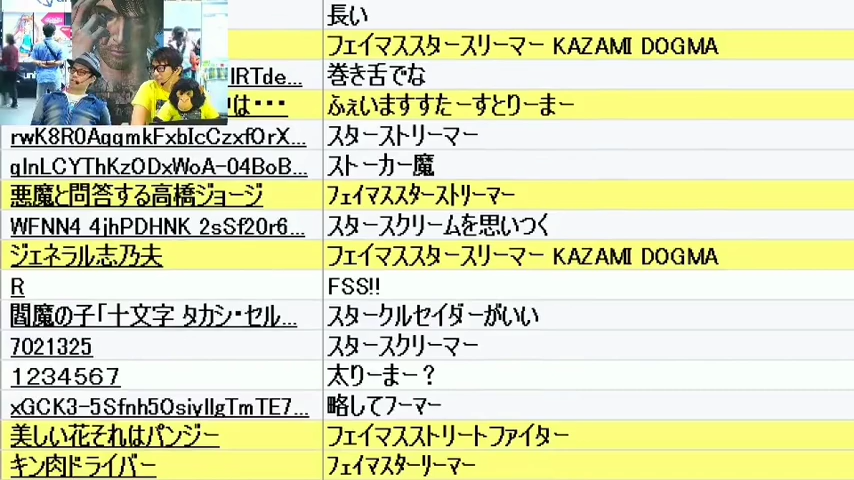 長い
フェイマススタースリーマー KAZAMI DOGMA
lRTde... 巻き舌でな
は・・・ ふぇいますすたーすとりーまー
rwK8R0AqqmkFxbIcCzxfOrX... スターストリーマー
qInLCYThKzODxWoA-04BoB... ストーカー魔
悪魔と問答する高橋ジョージ フェイマススターストリーマー
WFNN4 4jhPDHNK 2sSf20r6... スタースクリームを思いつく
ジェネラル志乃夫 フェイマススタースリーマー KAZAMI DOGMA
R FSS!!
閻魔の子「十文字 タカシ・セル... スタークルセイダーがいい
7021325 スタースクリーマー
1234567 太りーまー？
xGCK3-5Sfnh5OsiyIlgTmTE7... 略してフーマー
美しい花それはパンジー フェイマスストリートファイター
キン肉ドライバー フェイマスターリーマー